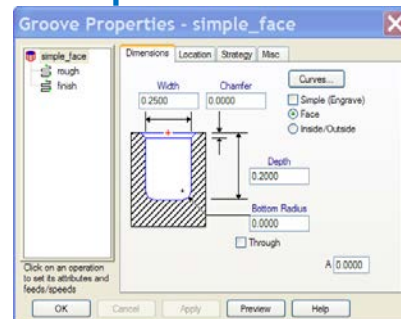 Groove Properties - simple_face
simple_face
rough
finish
Click on an operation
to set its attributes and
feeds/speeds
Dimensions Location Strategy Misc
Width Chamfer
0.2500 0.0000
Curves...
Simple (Engrave)
Face
Inside/Outside
Depth
0.2000
Bottom Radius
0.0000
Through
A 0.0000
OK Cancel Apply Preview Help